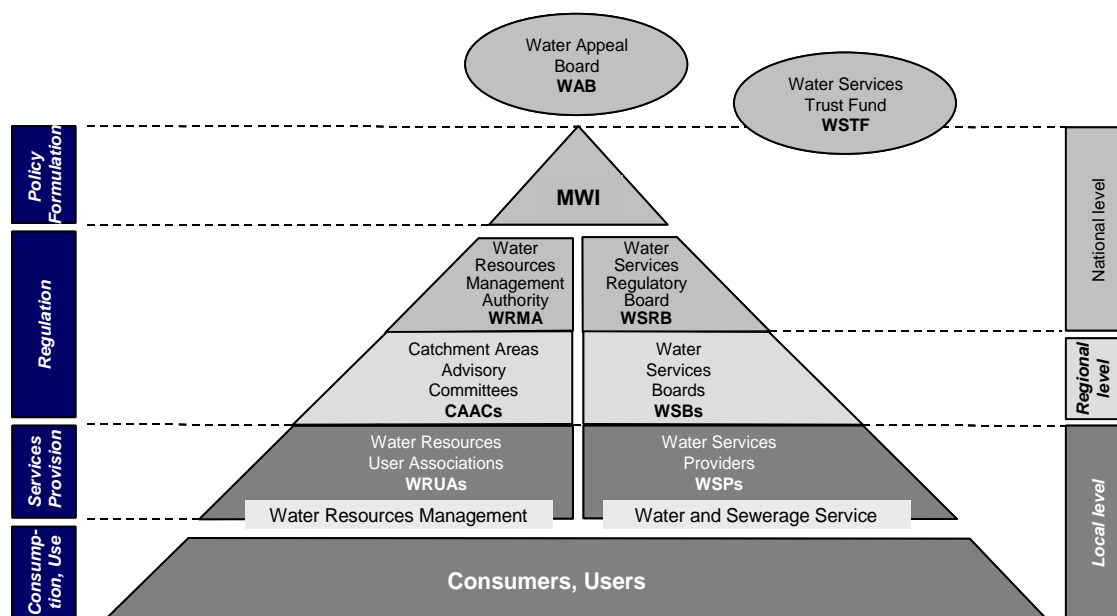 Water Appeal
Board
WAB
Water Services
Trust Fund
WSTF
Policy
Formulation
MWI
National level
Regulation
Water
Resources
Management
Authority
WRMA
Water
Services
Regulatory
Board
WSRB
Catchment Areas
Advisory
Committees
CAACs
Water
Services
Boards
WSBs
Regional
level
Services
Provision
Water Resources
User Associations
WRUAs
Water Services
Providers
WSPs
Water Resources Management
Water and Sewerage Service
Local level
Consump-
tion, Use
Consumers, Users